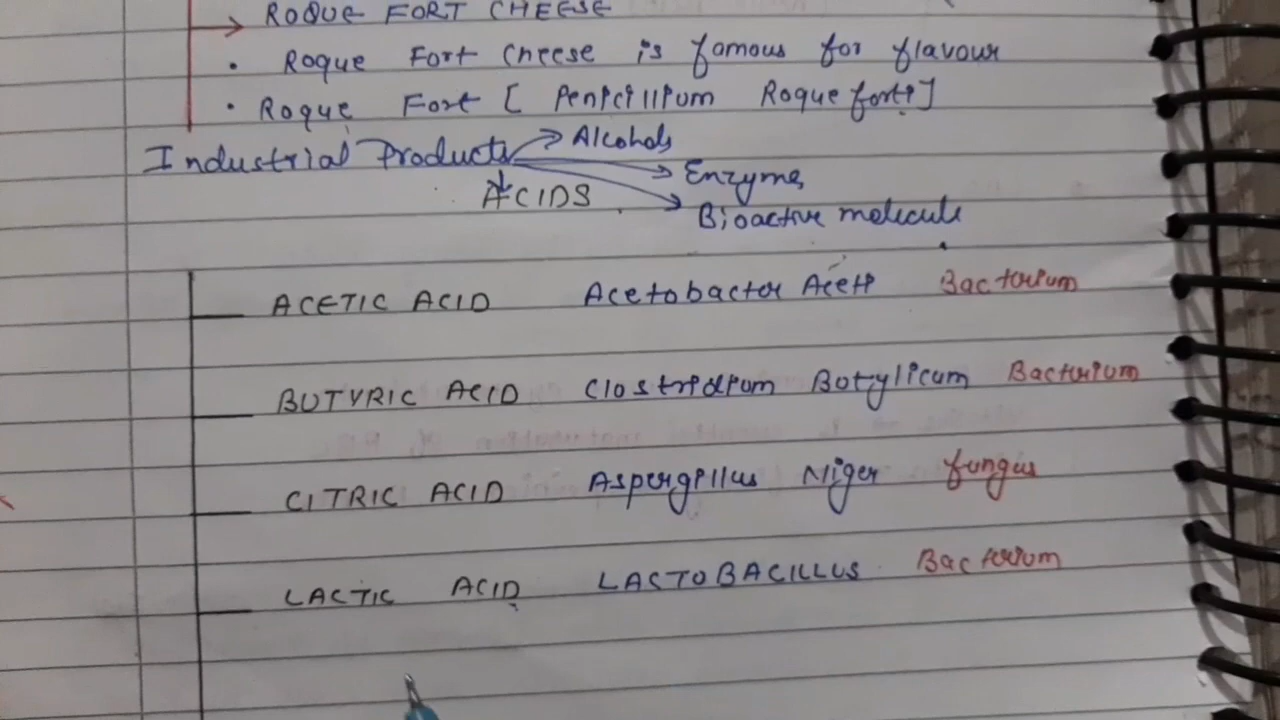 ROQUE FORT CHEESE
• Roque Fort cheese is famous for flavour
• Roque Fort [ Penicillium Roque forti ]
Industrial Products → Alcohols
→ Enzymes
ACIDS
→ Bioactive molecule
ACETIC ACID Acetobactor Aceti Bacterium
BUTYRIC ACID Clostridium Botylicum Bacterium
CITRIC ACID Aspergillus Niger fungus
LACTIC ACID LACTOBACILLUS Bacterium